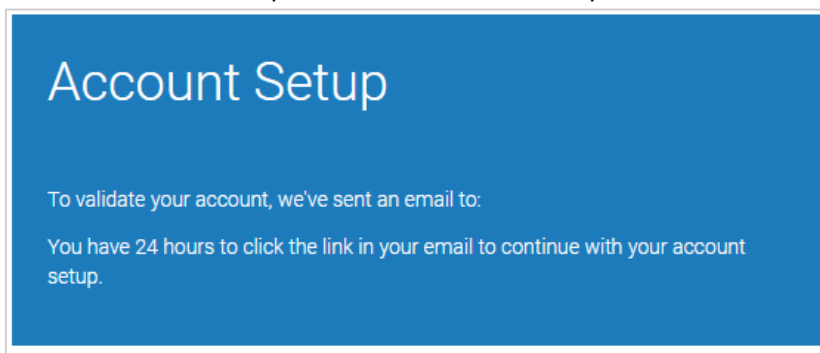 Account Setup
To validate your account, we've sent an email to:
You have 24 hours to click the link in your email to continue with your account
setup.